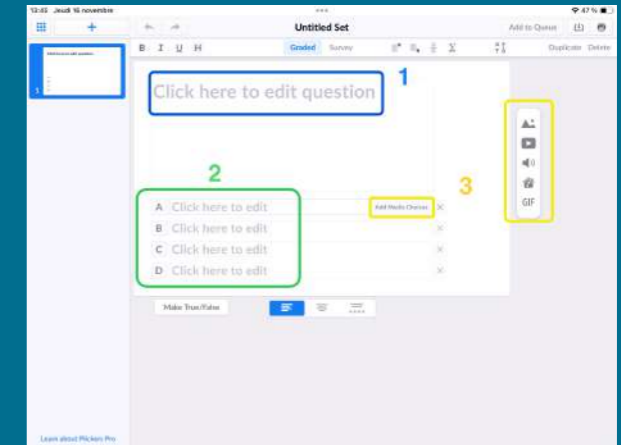 13:45 Jeudi 16 novembre
47 %
Untitled Set
Add to Queue
B I U H
Graded Survey
Duplicate Delete
Click here to edit question
1
1
2
3
A Click here to edit
Add Media Choices
B Click here to edit
C Click here to edit
D Click here to edit
GIF
Make True/False
Learn about Plickers Pro